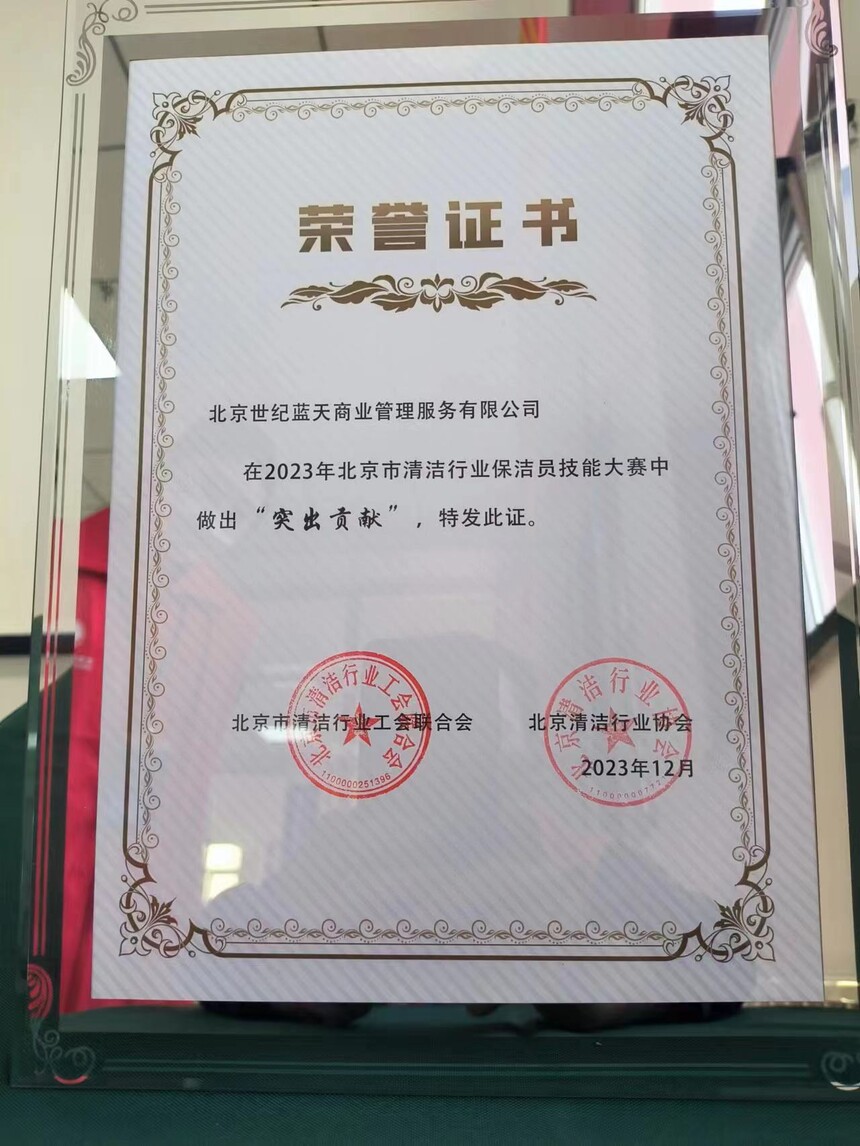 荣誉证书
北京世纪蓝天商业管理服务有限公司
在2023年北京市清洁行业保洁员技能大赛中
做出“突出贡献”，特发此证。
北京市清洁行业工会联合会
1100000251396
北京清洁行业协会
2023年12月